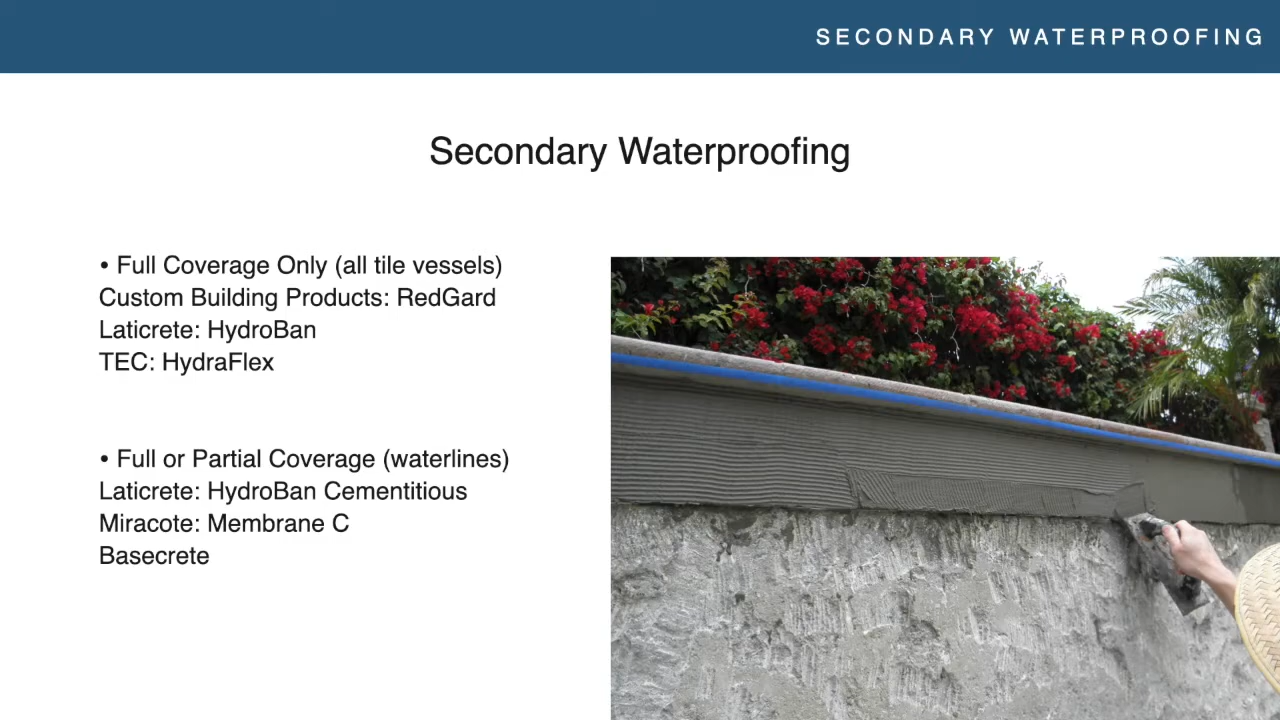 SECONDARY WATERPROOFING
Secondary Waterproofing
• Full Coverage Only (all tile vessels)
Custom Building Products: RedGard
Laticrete: HydroBan
TEC: HydraFlex
• Full or Partial Coverage (waterlines)
Laticrete: HydroBan Cementitious
Miracote: Membrane C
Basecrete